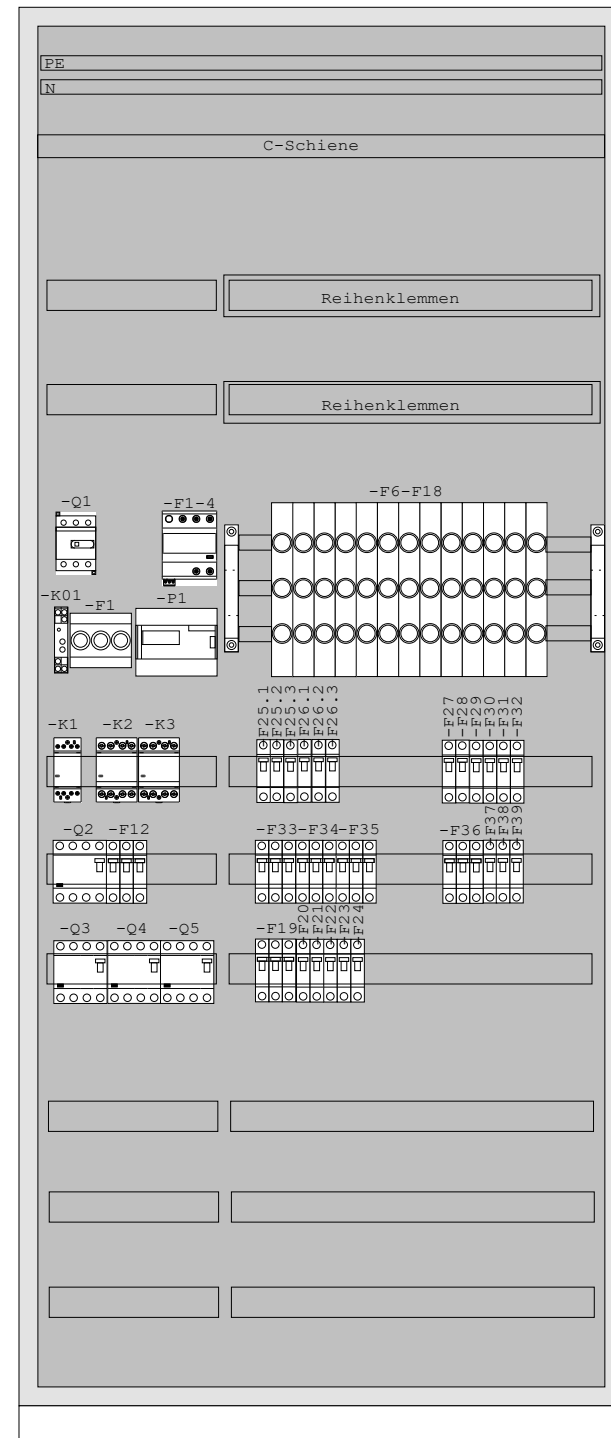 PE
N
C-Schiene
Reihenklemmen
Reihenklemmen
-Q1
-F1-4
-F6-F18
-K01
-F1
-P1
-K1
-K2
-K3
F25.1
F25.2
F25.3
F26.1
F26.2
F26.3
-F27
-F28
-F29
-F30
-F31
-F32
-Q2
-F12
-F33-F34-F35
-F36
-F37
-F38
-F39
-Q3
-Q4
-Q5
-F19
-F20
-F21
-F22
-F23
-F24